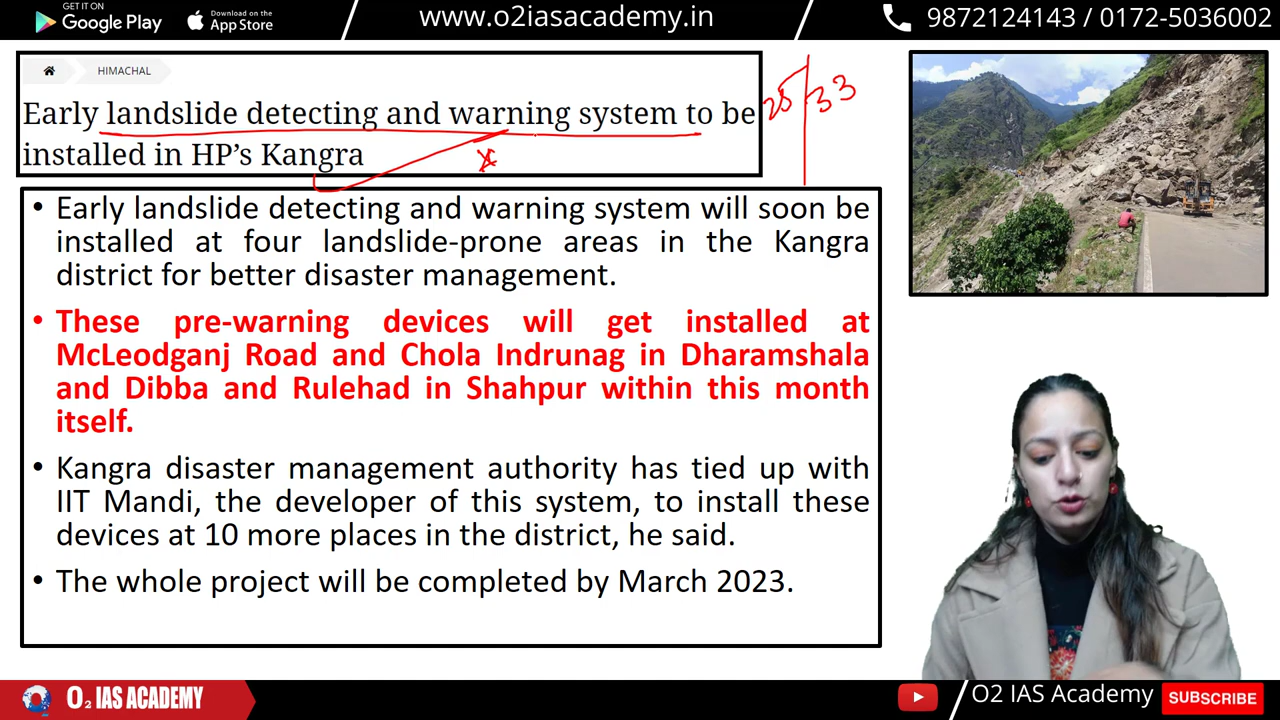 GET IT ON
Google Play
Download on the
App Store
www.o2iasacademy.in
9872124143 / 0172-5036002
HIMACHAL
Early landslide detecting and warning system to be
installed in HP's Kangra
25 33
• Early landslide detecting and warning system will soon be
installed at four landslide-prone areas in the Kangra
district for better disaster management.
• These pre-warning devices will get installed at
McLeodganj Road and Chola Indrunag in Dharamshala
and Dibba and Rulehad in Shahpur within this month
itself.
• Kangra disaster management authority has tied up with
IIT Mandi, the developer of this system, to install these
devices at 10 more places in the district, he said.
• The whole project will be completed by March 2023.
O₂ IAS ACADEMY
O2 IAS Academy
SUBSCRIBE